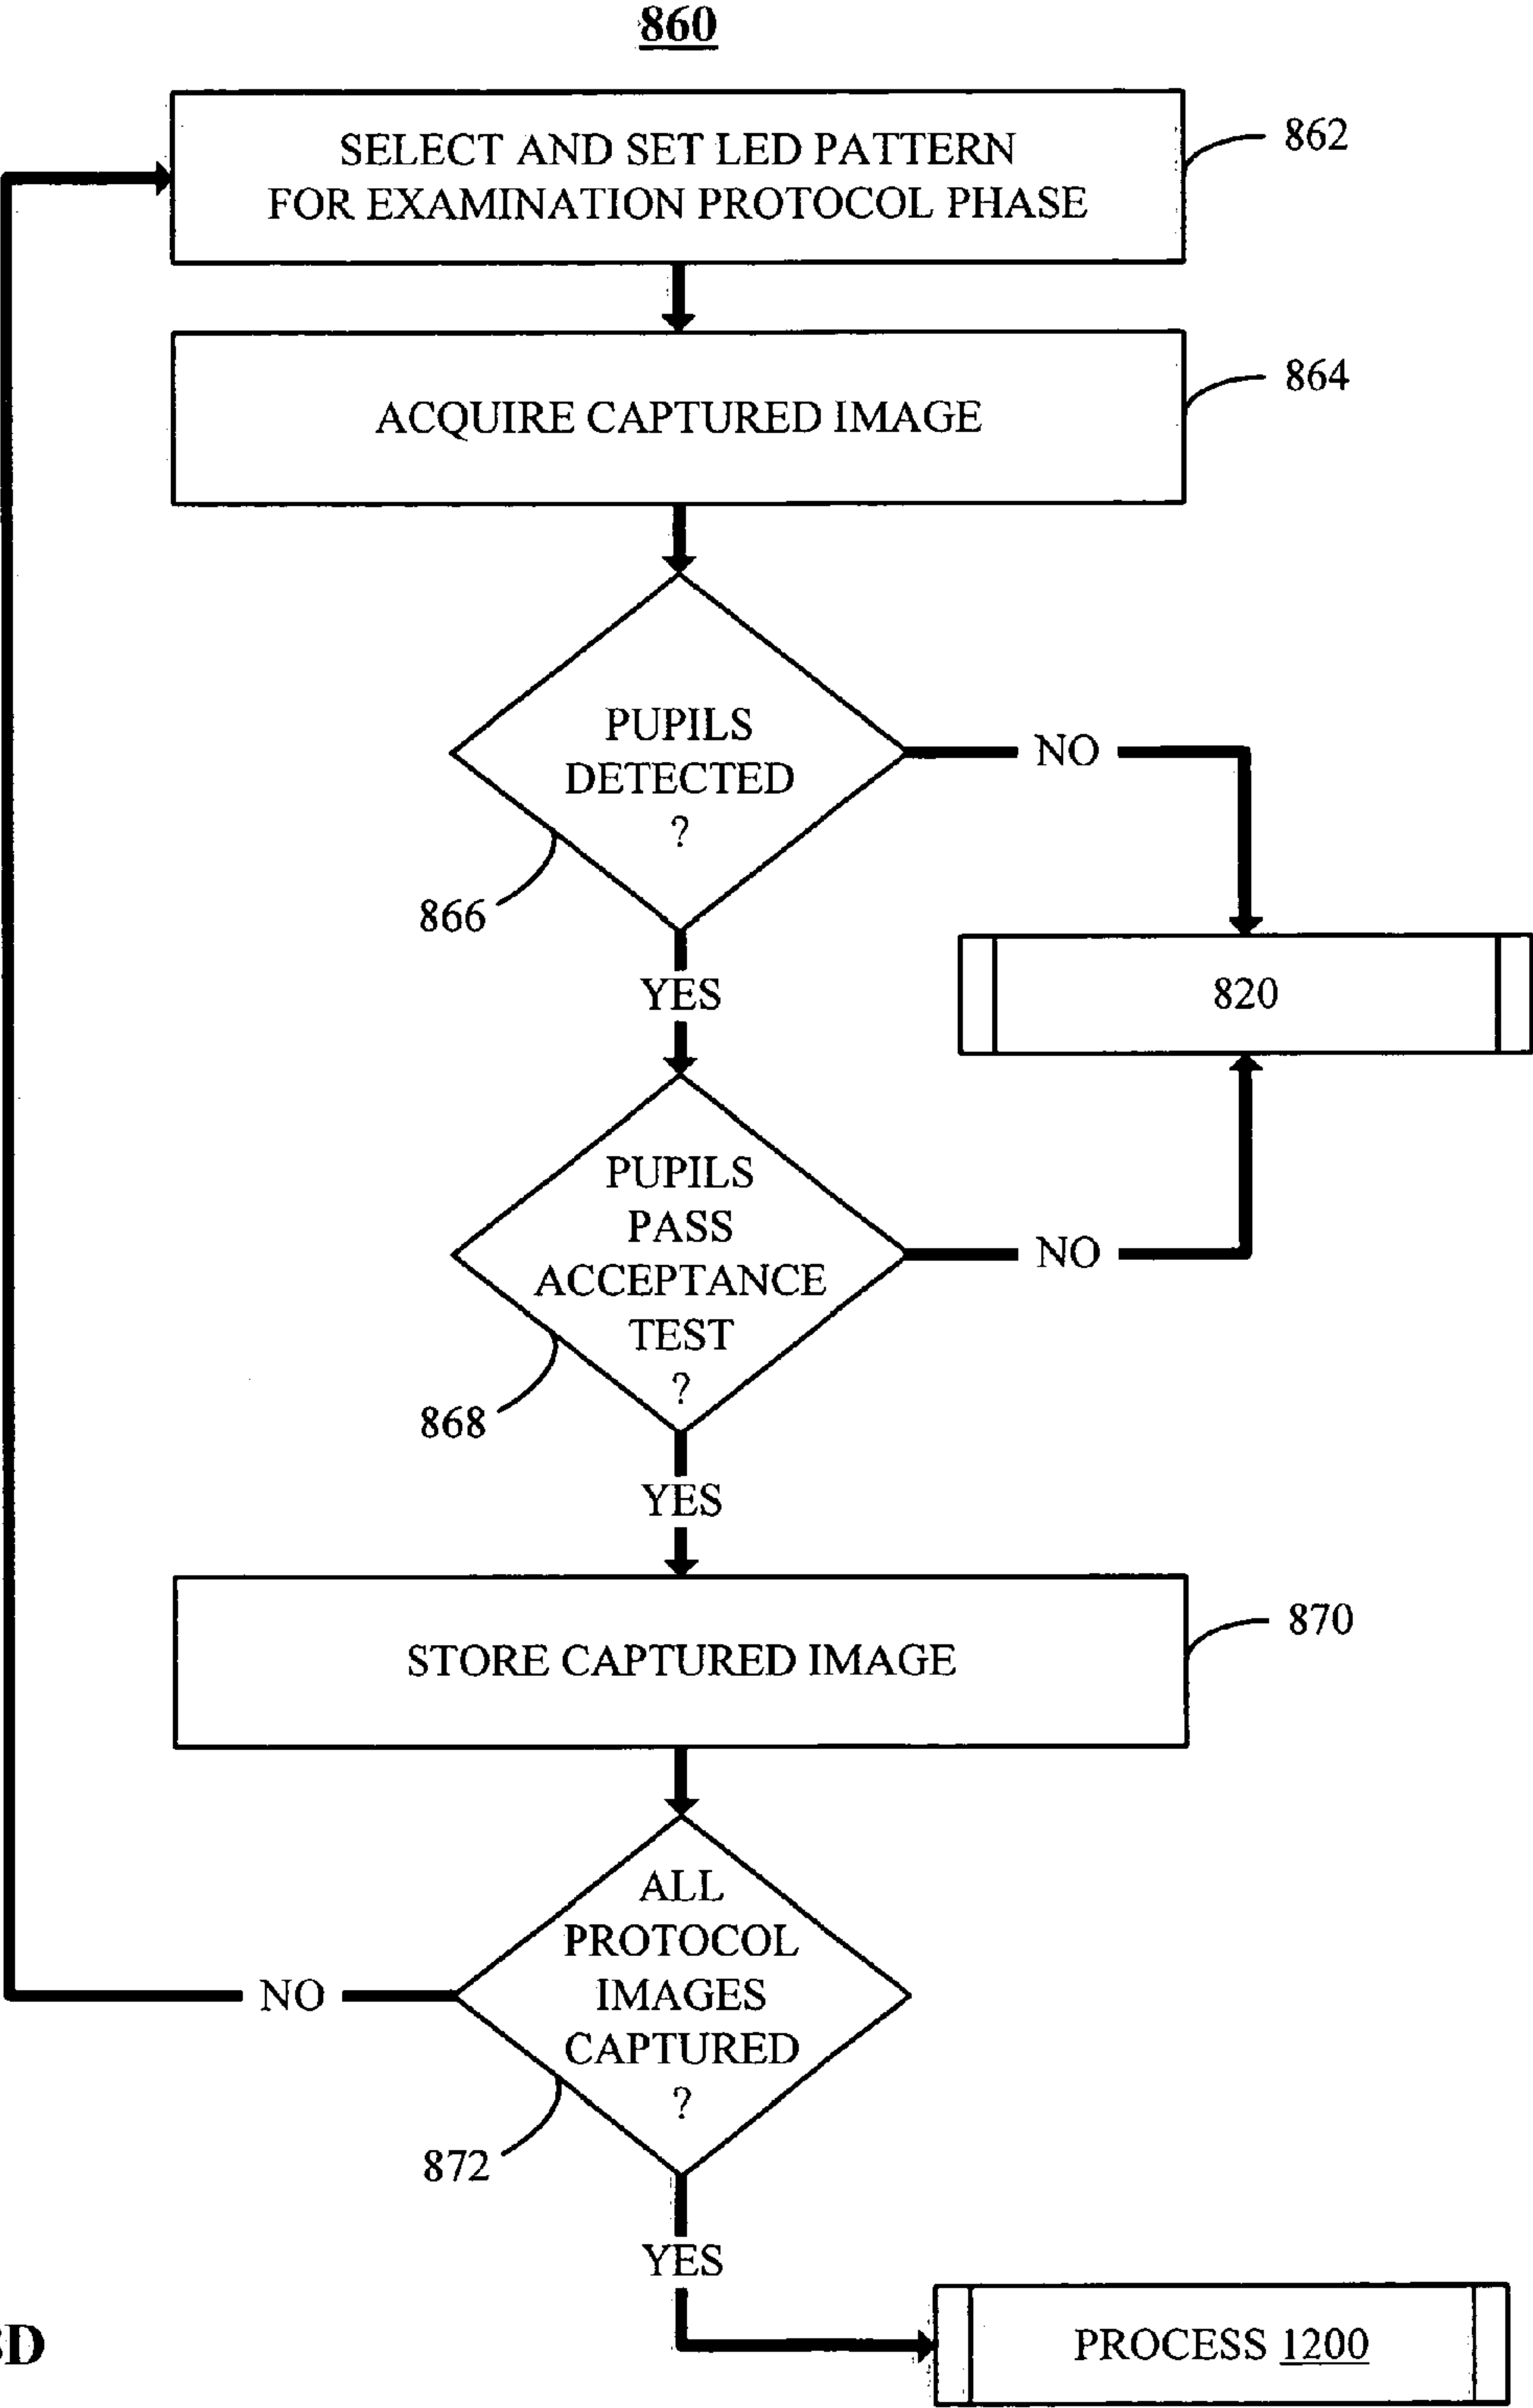 860
SELECT AND SET LED PATTERN
FOR EXAMINATION PROTOCOL PHASE
862
ACQUIRE CAPTURED IMAGE
864
PUPILS
DETECTED
?
866
NO
YES
820
PUPILS
PASS
ACCEPTANCE
TEST
?
868
NO
YES
STORE CAPTURED IMAGE
870
ALL
PROTOCOL
IMAGES
CAPTURED
?
872
NO
YES
PROCESS 1200